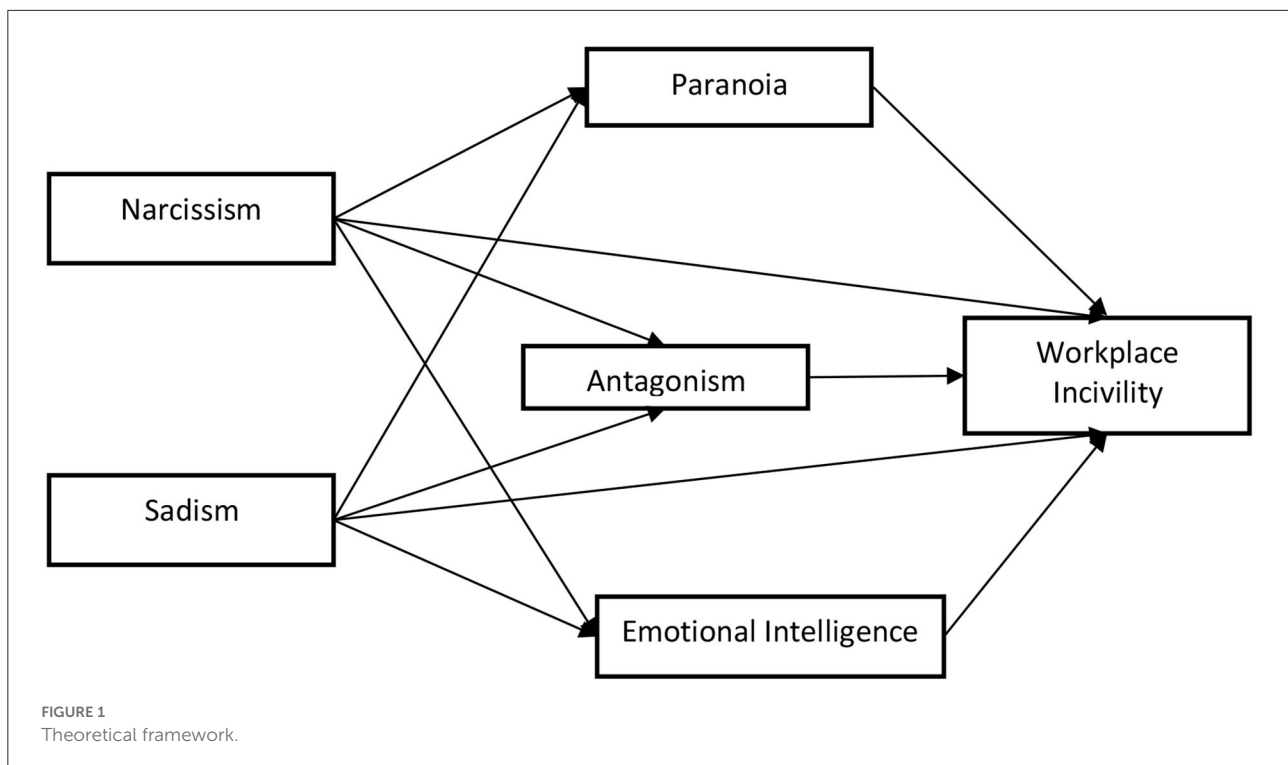 Paranoia
Narcissism
Antagonism
Workplace
Incivility
Sadism
Emotional Intelligence
FIGURE 1
Theoretical framework.